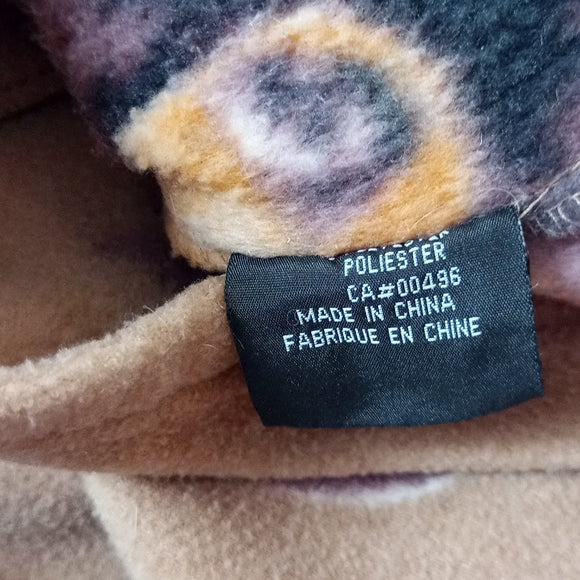 POLIESTER
CA#00496
MADE IN CHINA
FABRIQUE EN CHINE